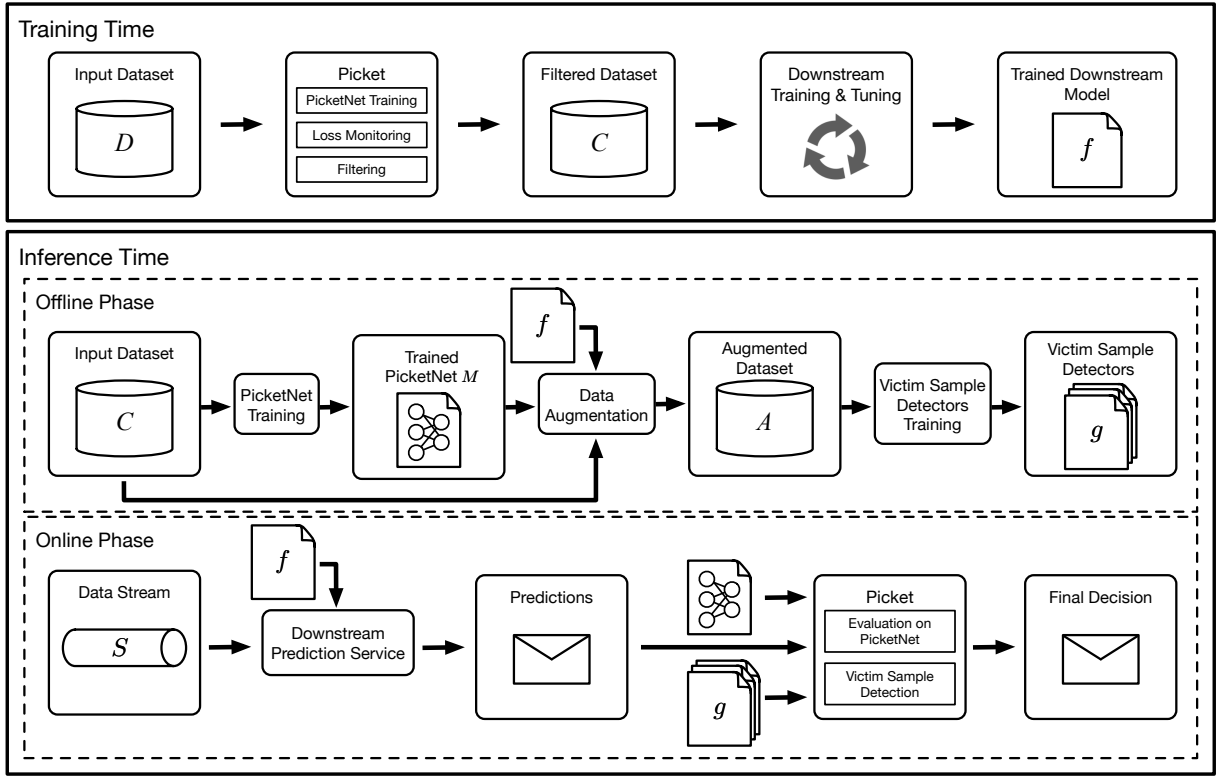 Training Time
Input Dataset
D
Picket
PicketNet Training
Loss Monitoring
Filtering
Filtered Dataset
C
Downstream
Training & Tuning
Trained Downstream
Model
f
Inference Time
Offline Phase
Input Dataset
C
PicketNet
Training
Trained
PicketNet M
f
Data
Augmentation
Augmented
Dataset
A
Victim Sample
Detectors
Training
Victim Sample
Detectors
g
Online Phase
Data Stream
S
f
Downstream
Prediction Service
Predictions
g
Picket
Evaluation on
PicketNet
Victim Sample
Detection
Final Decision